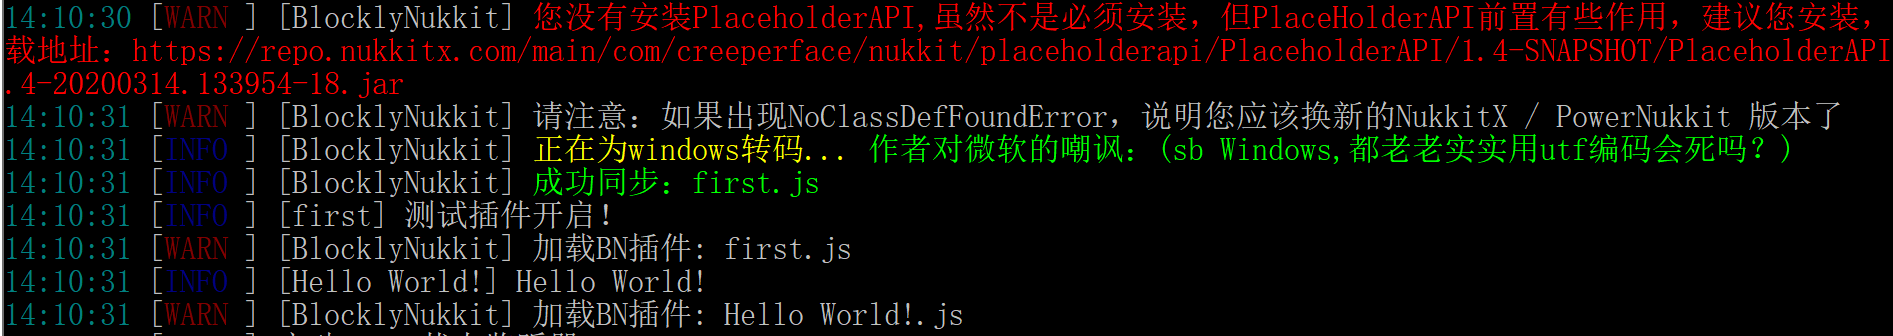 14:10:30 [WARN ] [BlocklyNukkit] 您没有安装PlaceholderAPI,虽然不是必须安装，但PlaceHolderAPI前置有些作用，建议您安装，
载地址：https://repo.nukkitx.com/main/com/creeperface/nukkit/placeholderapi/PlaceholderAPI/1.4-SNAPSHOT/PlaceholderAPI
.4-20200314.133954-18.jar
14:10:31 [WARN ] [BlocklyNukkit] 请注意：如果出现NoClassDefFoundError，说明您应该换新的NukkitX / PowerNukkit 版本了
14:10:31 [INFO ] [BlocklyNukkit] 正在为windows转码... 作者对微软的嘲讽：(sb Windows,都老老实实用utf编码会死吗？)
14:10:31 [INFO ] [BlocklyNukkit] 成功同步：first.js
14:10:31 [INFO ] [first] 测试插件开启！
14:10:31 [WARN ] [BlocklyNukkit] 加载BN插件: first.js
14:10:31 [INFO ] [Hello World!] Hello World!
14:10:31 [WARN ] [BlocklyNukkit] 加载BN插件: Hello World!.js